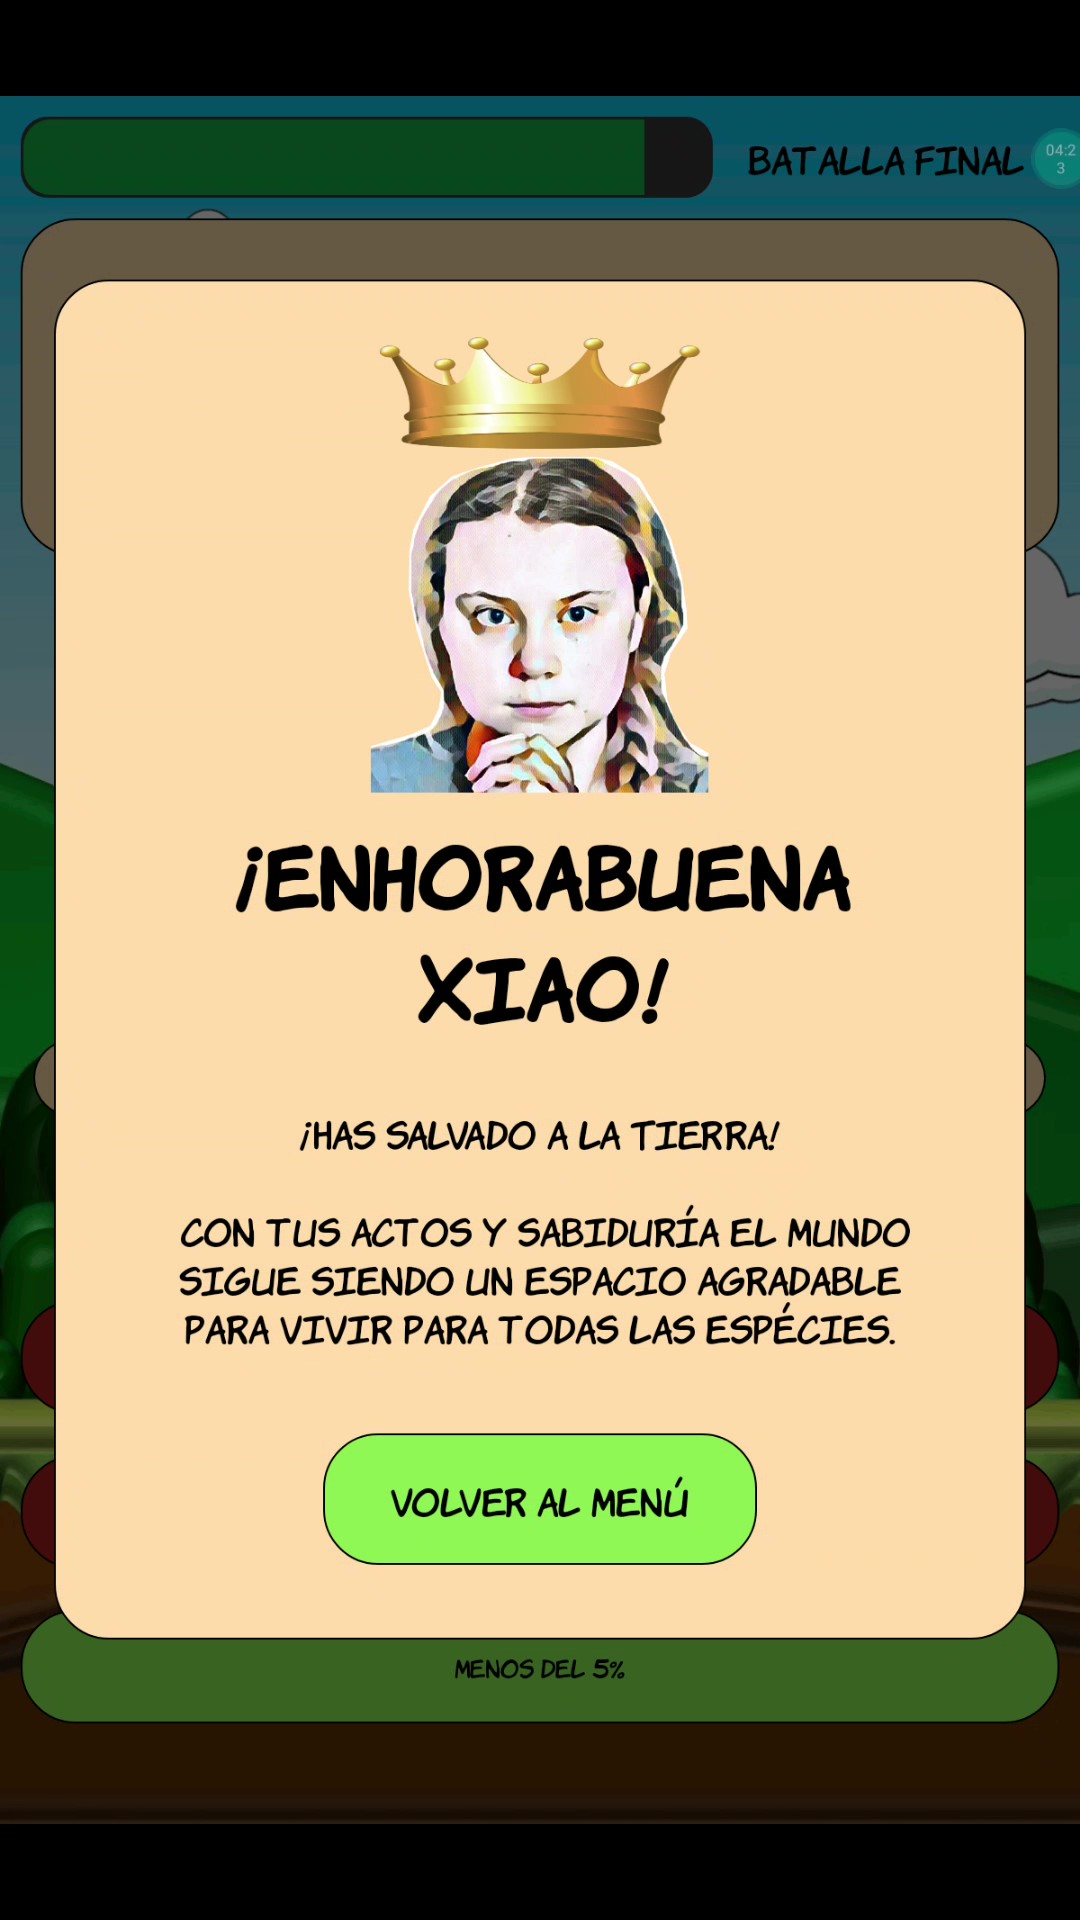 BATALLA FINAL
04:2
3
¡ENHORABUENA
XIAO!
¡HAS SALVADO A LA TIERRA!
CON TUS ACTOS Y SABIDURÍA EL MUNDO
SIGUE SIENDO UN ESPACIO AGRADABLE
PARA VIVIR PARA TODAS LAS ESPÉCIES.
VOLVER AL MENÚ
MENOS DEL 5%